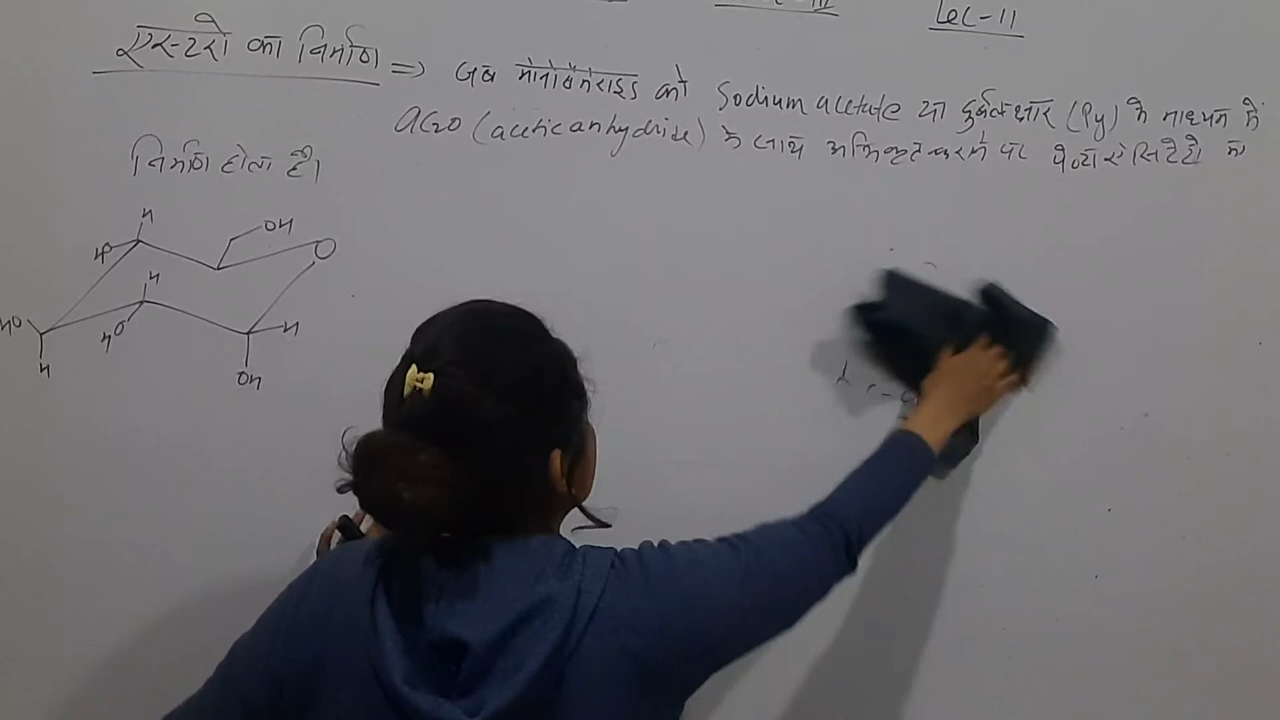 Lec-11
एस्टरो का निर्माण => जब मोनोसैकेराइड को Sodium acetate या दुर्बल क्षार (Py) के माध्यम में
AC2O (acetic anhydride) के साथ अभिकृत करने पर पेण्टा एसिटेटों का
निर्माण होता है।
H
OH
HO
O
H
HO
HO
H
H
OH